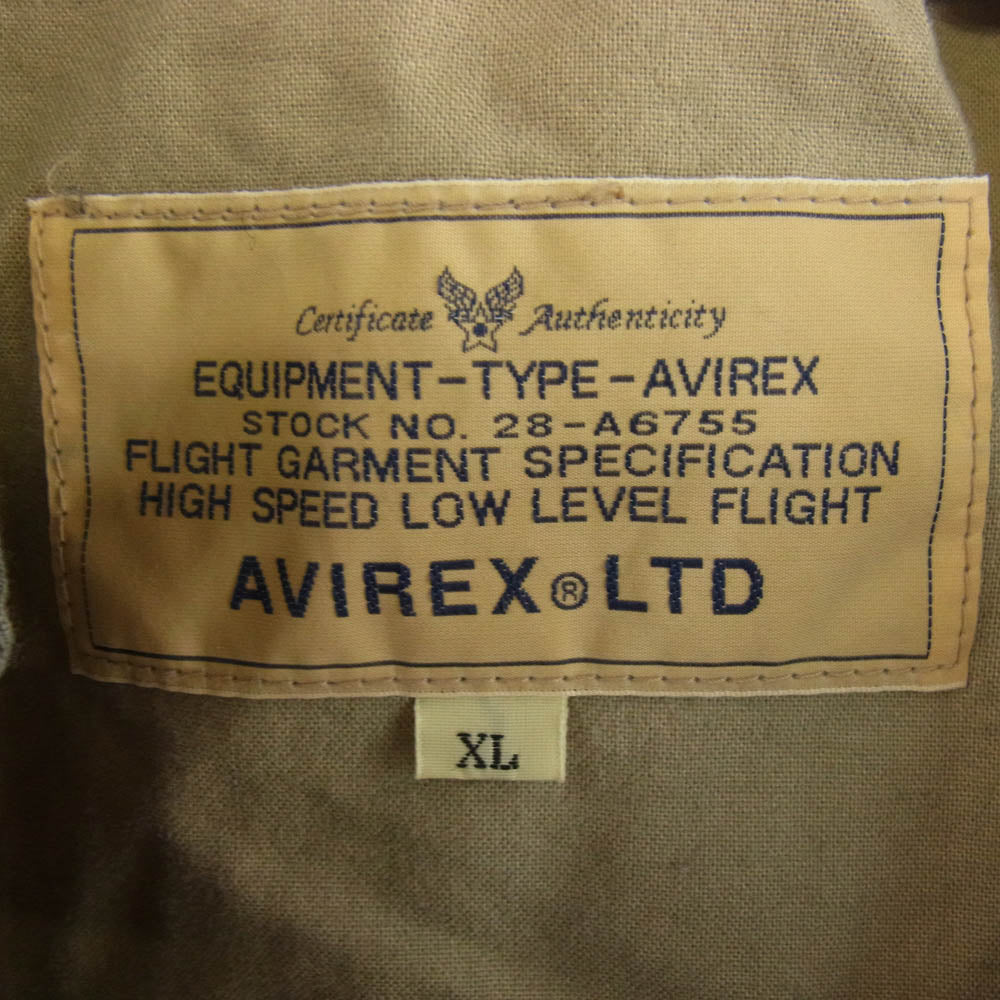 Certificate Authenticity
EQUIPMENT-TYPE-AVIREX
STOCK NO. 28-A6755
FLIGHT GARMENT SPECIFICATION
HIGH SPEED LOW LEVEL FLIGHT
AVIREX®LTD
XL